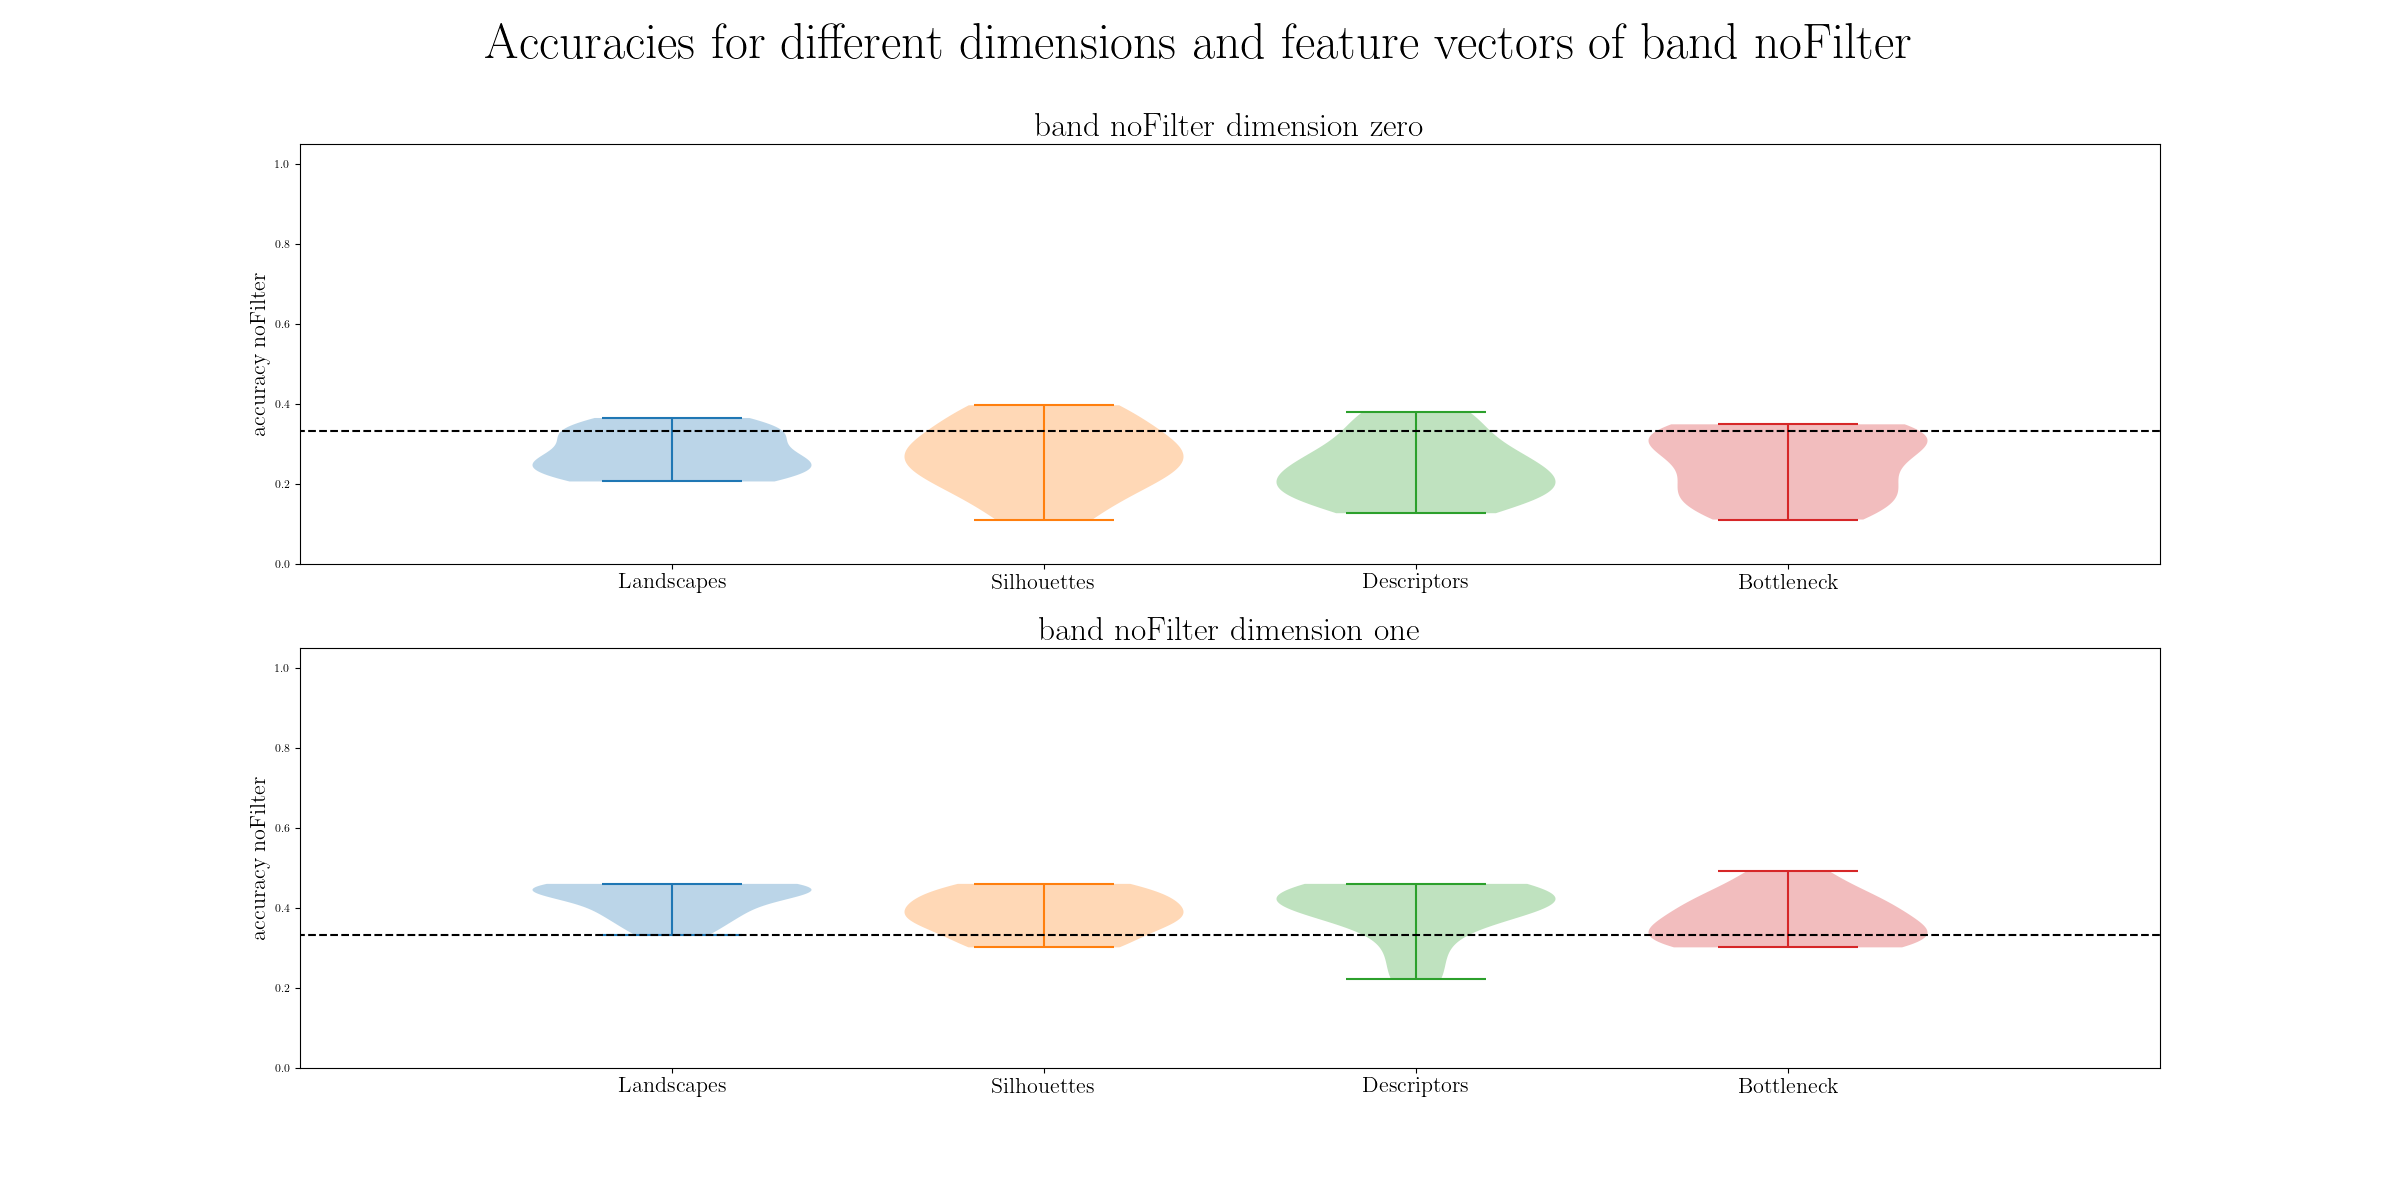 Accuracies for different dimensions and feature vectors of band noFilter
band noFilter dimension zero
accuracy noFilter
1.0
0.8
0.6
0.4
0.2
0.0
Landscapes Silhouettes Descriptors Bottleneck
band noFilter dimension one
accuracy noFilter
1.0
0.8
0.6
0.4
0.2
0.0
Landscapes Silhouettes Descriptors Bottleneck